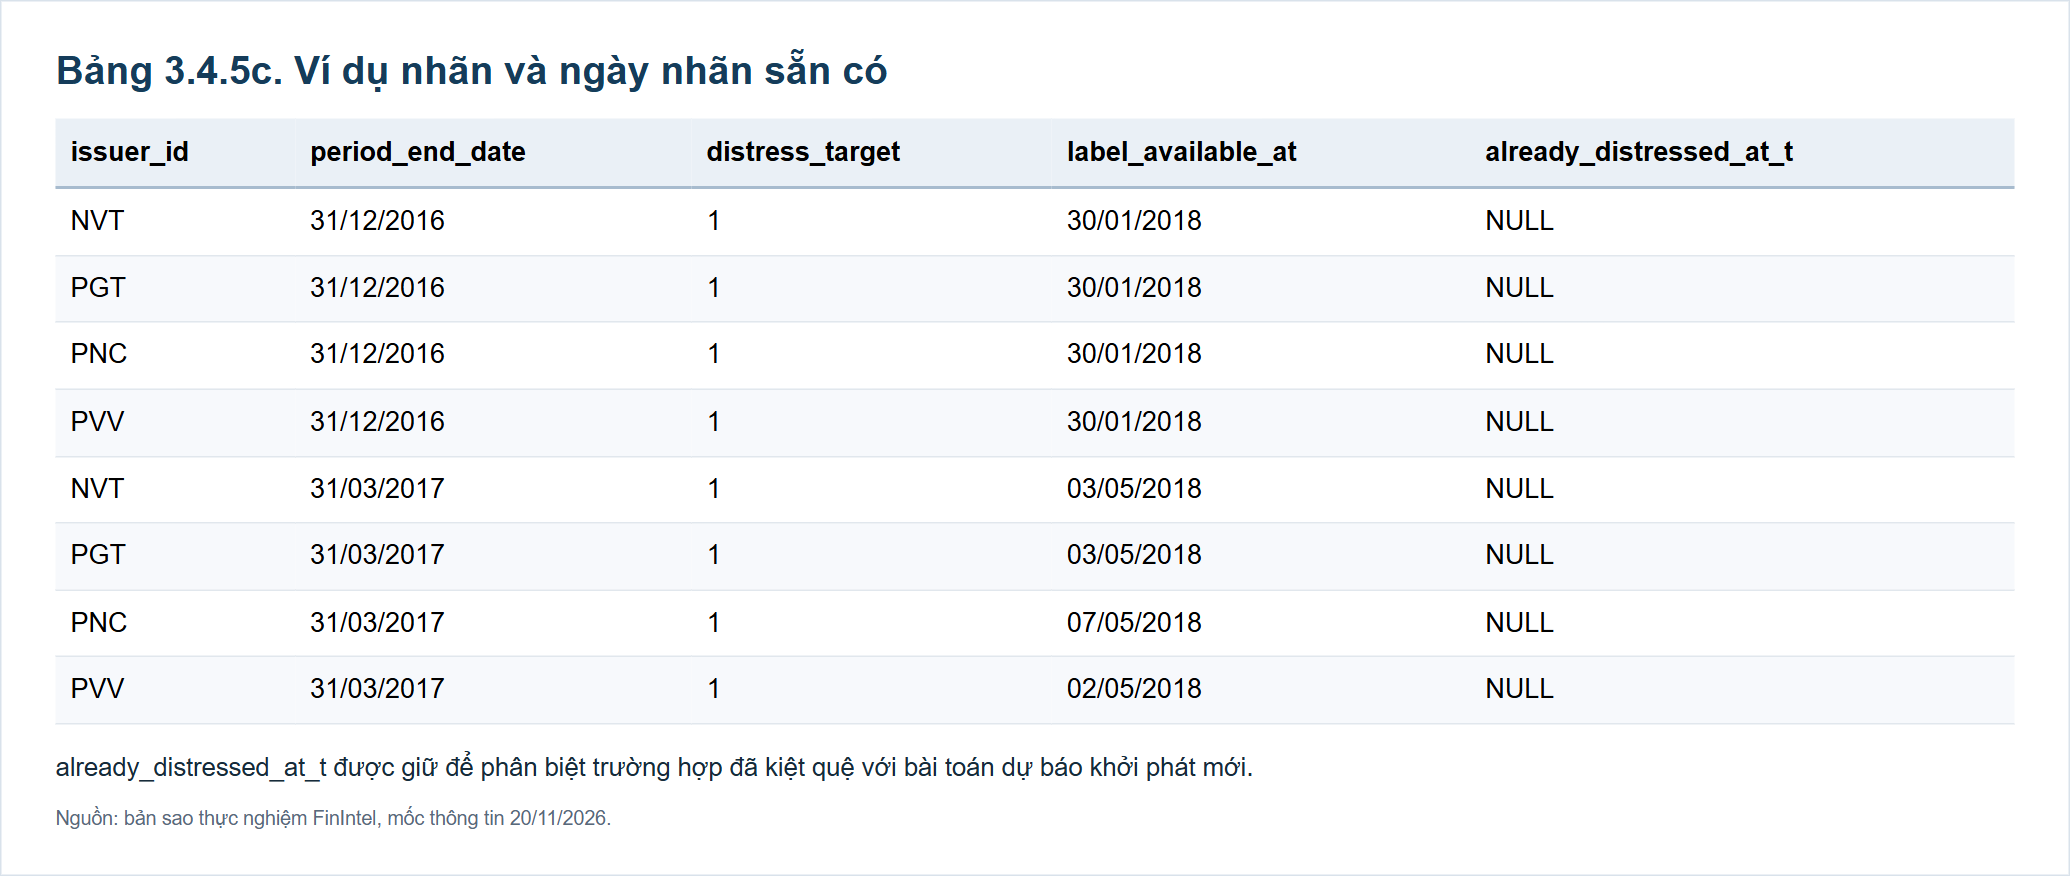 Bảng 3.4.5c. Ví dụ nhãn và ngày nhãn sẵn có
issuer_id period_end_date distress_target label_available_at already_distressed_at_t
NVT 31/12/2016 1 30/01/2018 NULL
PGT 31/12/2016 1 30/01/2018 NULL
PNC 31/12/2016 1 30/01/2018 NULL
PVV 31/12/2016 1 30/01/2018 NULL
NVT 31/03/2017 1 03/05/2018 NULL
PGT 31/03/2017 1 03/05/2018 NULL
PNC 31/03/2017 1 07/05/2018 NULL
PVV 31/03/2017 1 02/05/2018 NULL
already_distressed_at_t được giữ để phân biệt trường hợp đã kiệt quệ với bài toán dự báo khởi phát mới.
Nguồn: bản sao thực nghiệm FinIntel, mốc thông tin 20/11/2026.